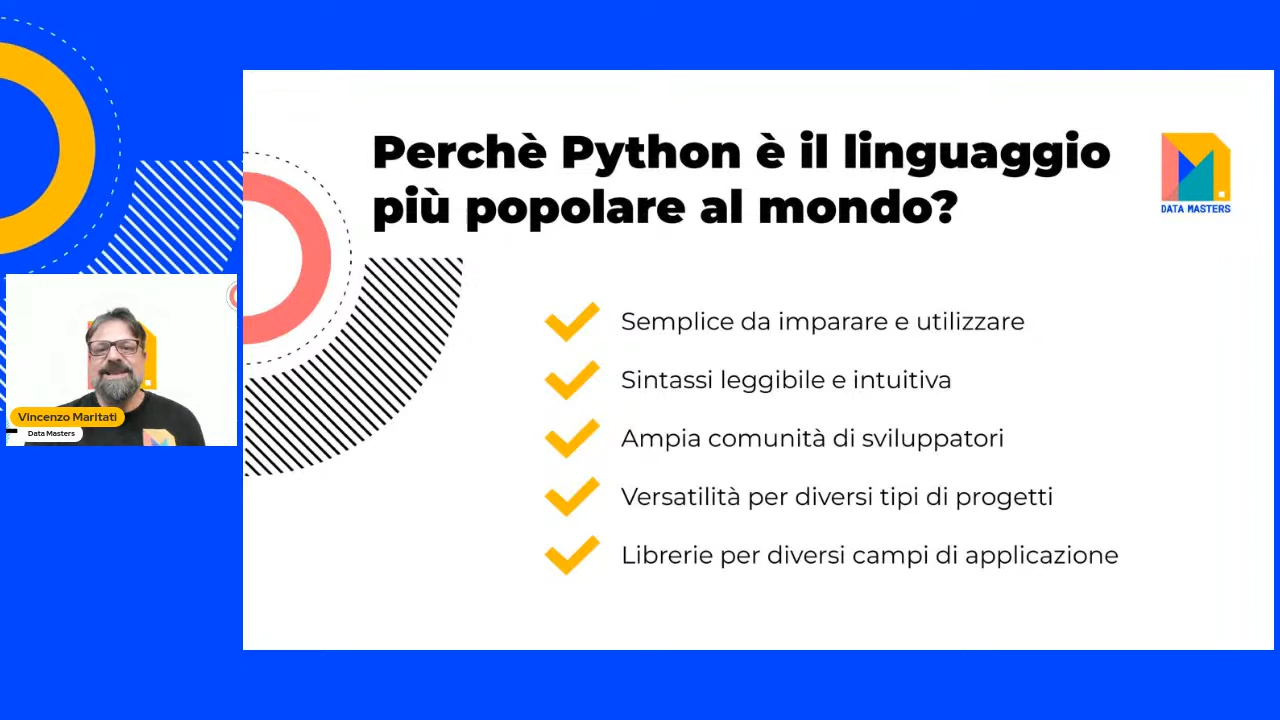 Perchè Python è il linguaggio
più popolare al mondo?
DATA MASTERS
Semplice da imparare e utilizzare
Sintassi leggibile e intuitiva
Ampia comunità di sviluppatori
Versatilità per diversi tipi di progetti
Librerie per diversi campi di applicazione
Vincenzo Maritati
Data Masters